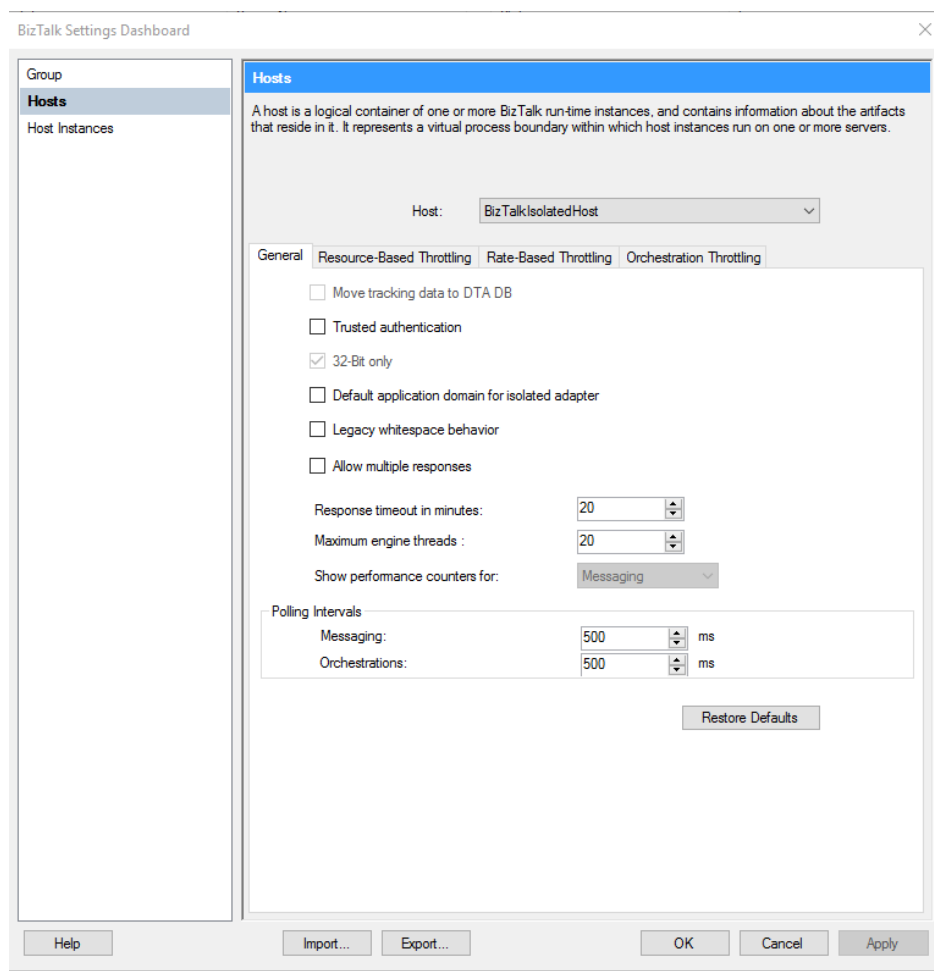 BizTalk Settings Dashboard
Group
Hosts
Host Instances
Hosts
A host is a logical container of one or more BizTalk run-time instances, and contains information about the artifacts
that reside in it. It represents a virtual process boundary within which host instances run on one or more servers.
Host: BizTalkIsolatedHost
General Resource-Based Throttling Rate-Based Throttling Orchestration Throttling
Move tracking data to DTA DB
Trusted authentication
32-Bit only
Default application domain for isolated adapter
Legacy whitespace behavior
Allow multiple responses
Response timeout in minutes: 20
Maximum engine threads : 20
Show performance counters for: Messaging
Polling Intervals
Messaging: 500 ms
Orchestrations: 500 ms
Restore Defaults
Help Import... Export... OK Cancel Apply